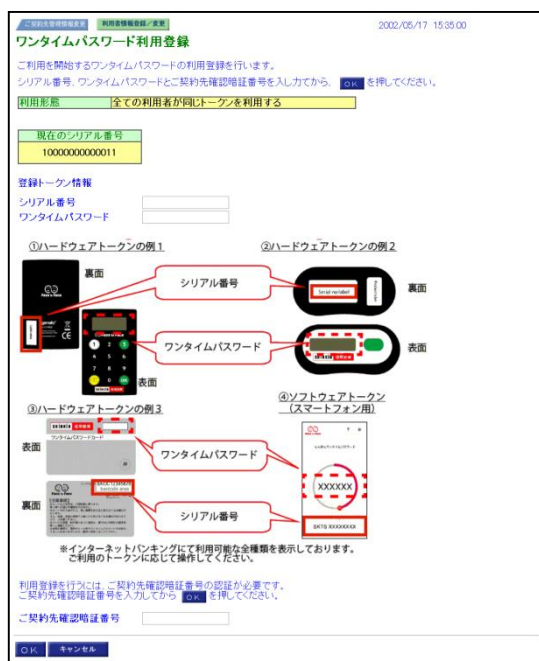 ご契約先管理情報変更 利用者情報登録／変更 2002/05/17 15:35:00
ワンタイムパスワード利用登録
ご利用を開始するワンタイムパスワードの利用登録を行います。
シリアル番号、ワンタイムパスワードとご契約先確認暗証番号を入力してから、 OK を押してください。
利用形態 全ての利用者が同じトークンを利用する
現在のシリアル番号
10000000000011
登録トークン情報
シリアル番号
ワンタイムパスワード
①ハードウェアトークンの例１ ②ハードウェアトークンの例２
裏面
シリアル番号
Serial no label
裏面
ワンタイムパスワード
表面
表面
③ハードウェアトークンの例３ ④ソフトウェアトークン
（スマートフォン用）
表面
ワンタイムパスワードカード
ワンタイムパスワード
XXXXXX
裏面
シリアル番号
SKTS XXXXXXXX
※インターネットバンキングにて利用可能な全種類を表示しております。
ご利用のトークンに応じて操作してください。
利用登録を行うには、ご契約先確認暗証番号の認証が必要です。
ご契約先確認暗証番号を入力してから OK を押してください。
ご契約先確認暗証番号
OK キャンセル